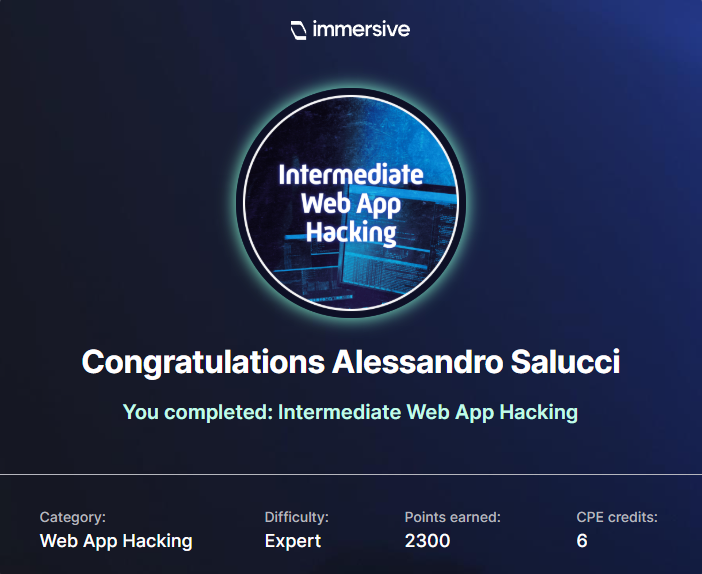 immersive
Intermediate
Web App
Hacking
Congratulations Alessandro Salucci
You completed: Intermediate Web App Hacking
Category:
Web App Hacking
Difficulty:
Expert
Points earned:
2300
CPE credits:
6